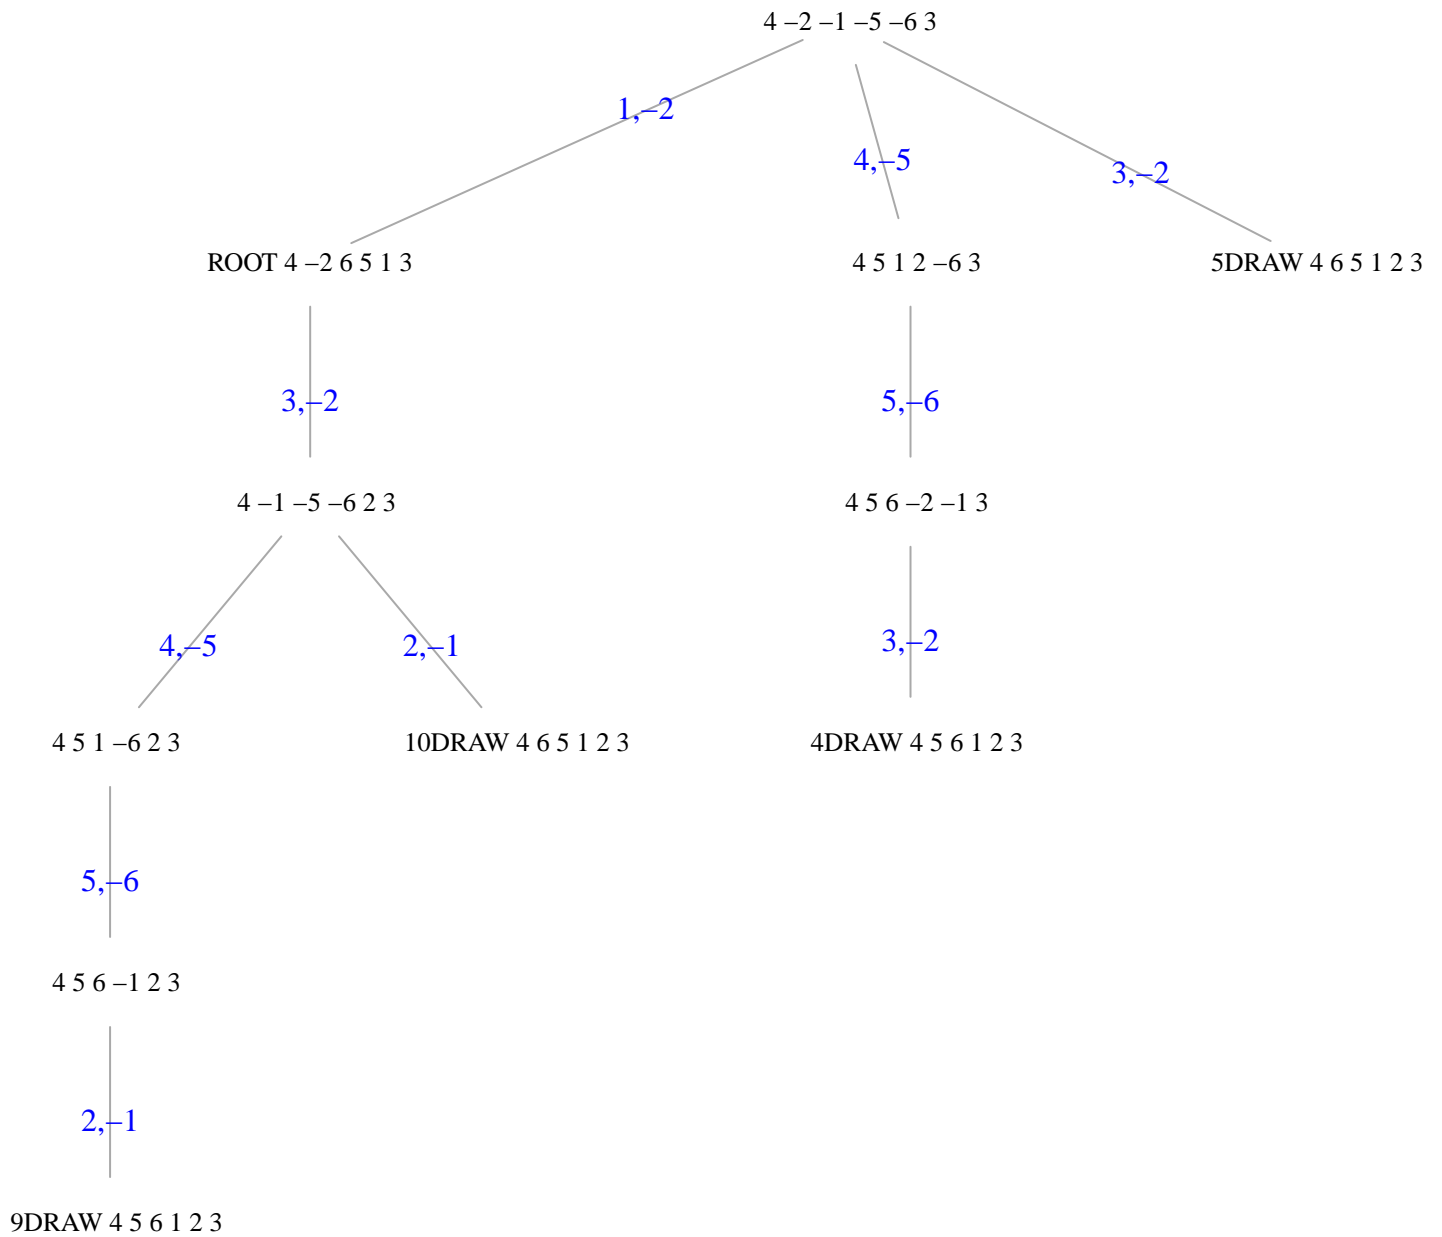 4 –2 –1 –5 –6 3
1,–2
4,–5
3,–2
ROOT 4 –2 6 5 1 3
4 5 1 2 –6 3
5DRAW 4 6 5 1 2 3
3,–2
5,–6
4 –1 –5 –6 2 3
4 5 6 –2 –1 3
4,–5
2,–1
3,–2
4 5 1 –6 2 3
10DRAW 4 6 5 1 2 3
4DRAW 4 5 6 1 2 3
5,–6
4 5 6 –1 2 3
2,–1
9DRAW 4 5 6 1 2 3